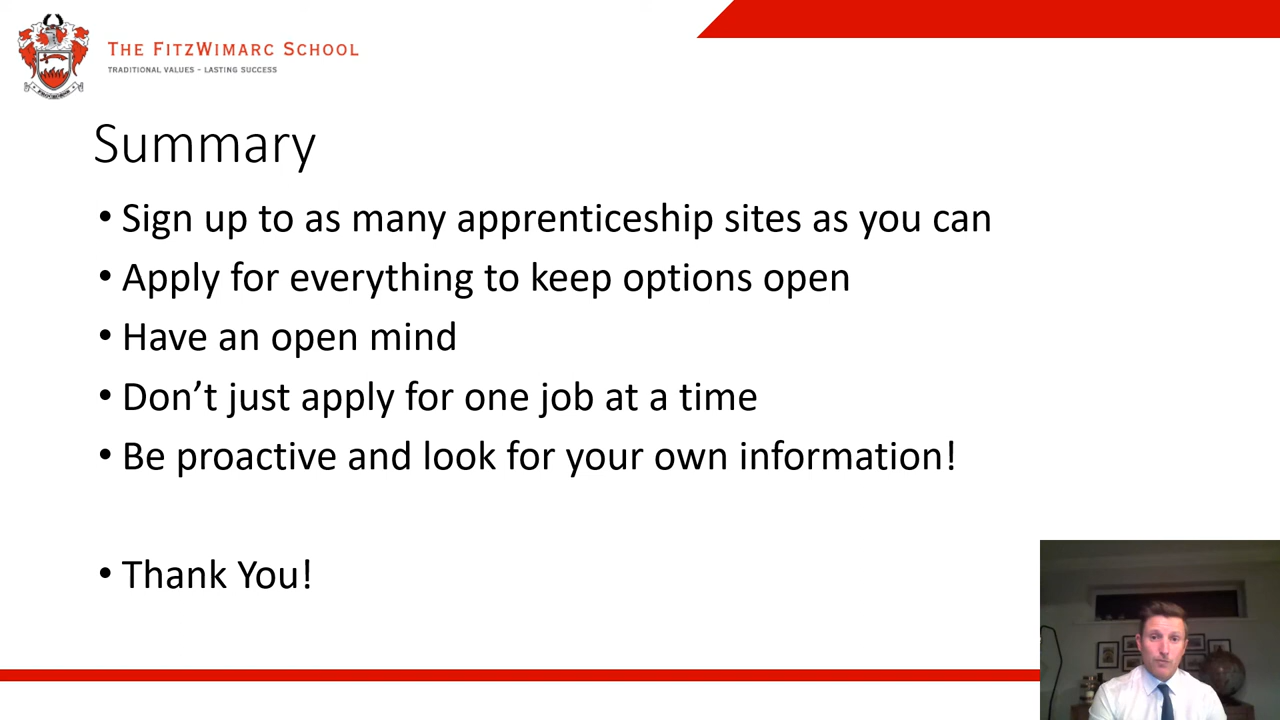 THE FITZWIMARC SCHOOL
TRADITIONAL VALUES - LASTING SUCCESS
Summary
• Sign up to as many apprenticeship sites as you can
• Apply for everything to keep options open
• Have an open mind
• Don’t just apply for one job at a time
• Be proactive and look for your own information!
• Thank You!